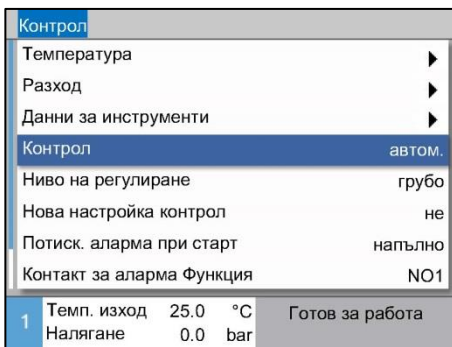 Контрол
Температура
Разход
Данни за инструменти
Контрол автом.
Ниво на регулиране грубо
Нова настройка контрол не
Потиск. аларма при старт напълно
Контакт за аларма Функция NO1
1 Темп. изход 25.0 °C Готов за работа
Налягане 0.0 bar